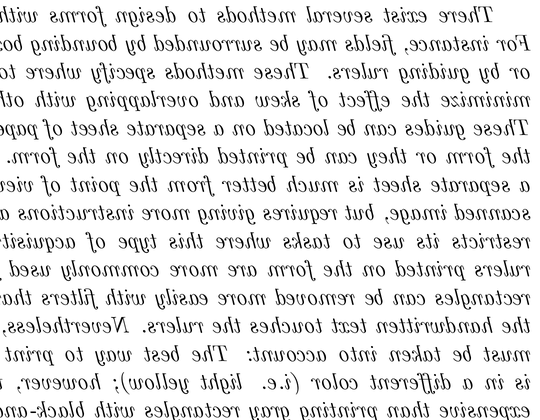 There exist several methods to design forms with
For instance, fields may be surrounded by bounding bo
or by guiding rulers. These methods specify where to
minimize the effect of skew and overlapping with oth
These guides can be located on a separate sheet of pape
the form or they can be printed directly on the form.
a separate sheet is much better from the point of view
scanned image, but requires giving more instructions a
restricts its use to tasks where this type of acquisiti
rulers printed on the form are more commonly used
rectangles can be removed more easily with filters tha
the handwritten text touches the rulers. Nevertheless,
must be taken into account: The best way to print
is in a different color (i.e. light yellow); however,
expensive than printing gray rectangles with black-and